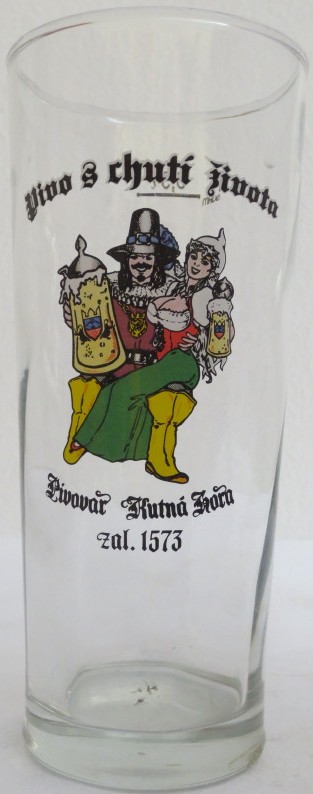 Pivo s chutí života
Pivovar Kutná Hora
zal. 1573